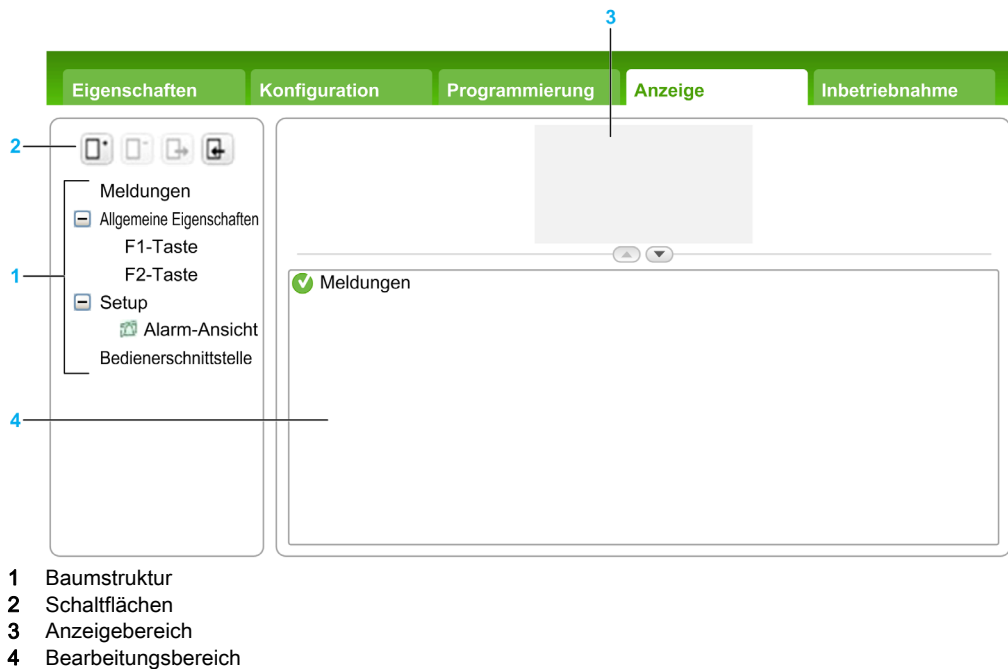 3
Eigenschaften Konfiguration Programmierung Anzeige Inbetriebnahme
2
Meldungen
Allgemeine Eigenschaften
F1-Taste
F2-Taste
1
Setup
Alarm-Ansicht
Bedienerschnittstelle
Meldungen
4
1 Baumstruktur
2 Schaltflächen
3 Anzeigebereich
4 Bearbeitungsbereich